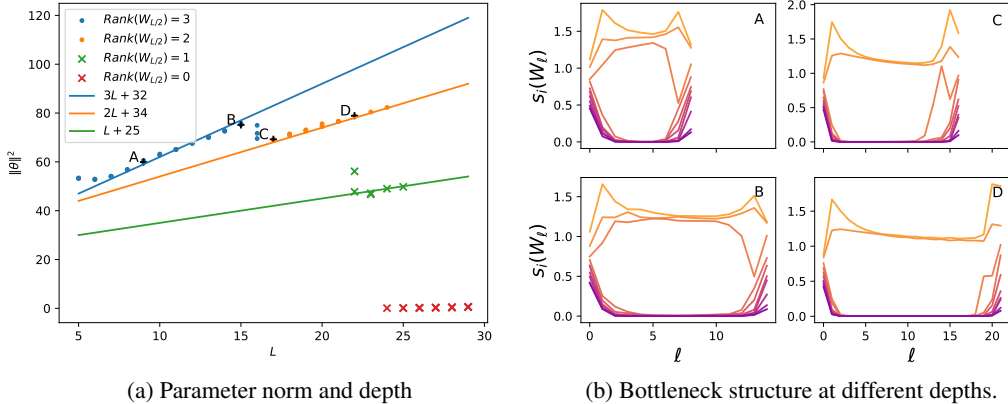 120
100
80
60
40
20
0
5
10
15
20
25
30
‖θ‖²
L
Rank(W_{L/2}) = 3
Rank(W_{L/2}) = 2
Rank(W_{L/2}) = 1
Rank(W_{L/2}) = 0
3L + 32
2L + 34
L + 25
A
B
C
D
(a) Parameter norm and depth
A
s_i(W_ℓ)
1.5
1.0
0.5
0.0
0
5
10
C
2.0
1.5
1.0
0.5
0.0
B
s_i(W_ℓ)
1.5
1.0
0.5
0.0
0
5
10
ℓ
D
1.5
1.0
0.5
0.0
0
5
10
15
20
ℓ
(b) Bottleneck structure at different depths.